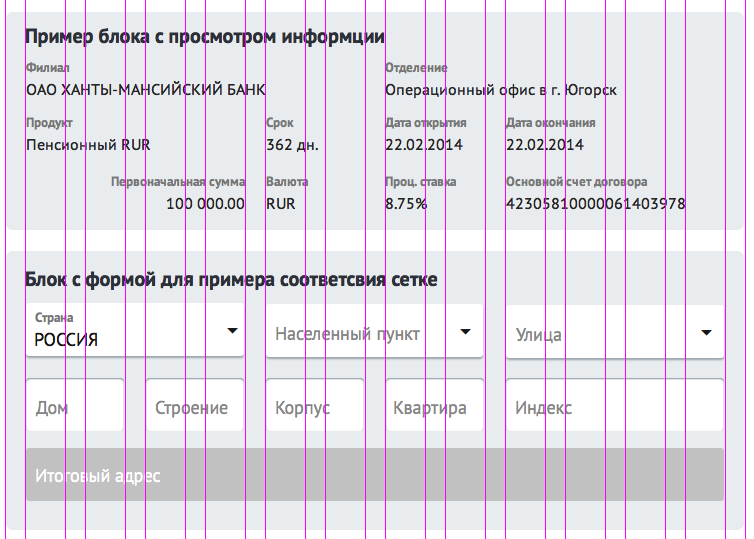 Пример блока с просмотром информции
Филиал Отделение
ОАО ХАНТЫ-МАНСИЙСКИЙ БАНК Операционный офис в г. Югорск
Продукт Срок Дата открытия Дата окончания
Пенсионный RUR 362 дн. 22.02.2014 22.02.2014
Первоначальная сумма Валюта Проц. ставка Основной счет договора
100 000.00 RUR 8.75% 42305810000061403978
Блок с формой для примера соответсвия сетке
Страна
РОССИЯ Населенный пункт Улица
Дом Строение Корпус Квартира Индекс
Итоговый адрес